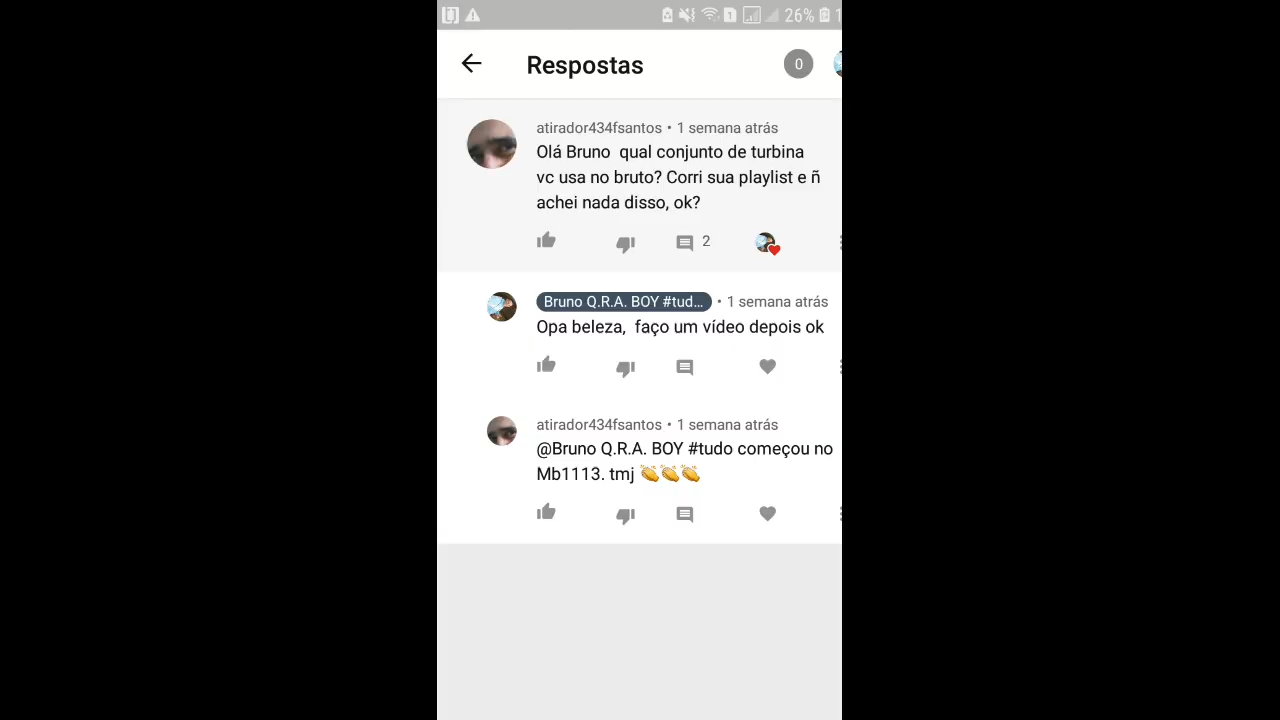 1 26% 1
Respostas 0
atirador434fsantos • 1 semana atrás
Olá Bruno qual conjunto de turbina
vc usa no bruto? Corri sua playlist e ñ
achei nada disso, ok?
2
Bruno Q.R.A. BOY #tud... • 1 semana atrás
Opa beleza, faço um vídeo depois ok
atirador434fsantos • 1 semana atrás
@Bruno Q.R.A. BOY #tudo começou no
Mb1113. tmj 👏👏👏